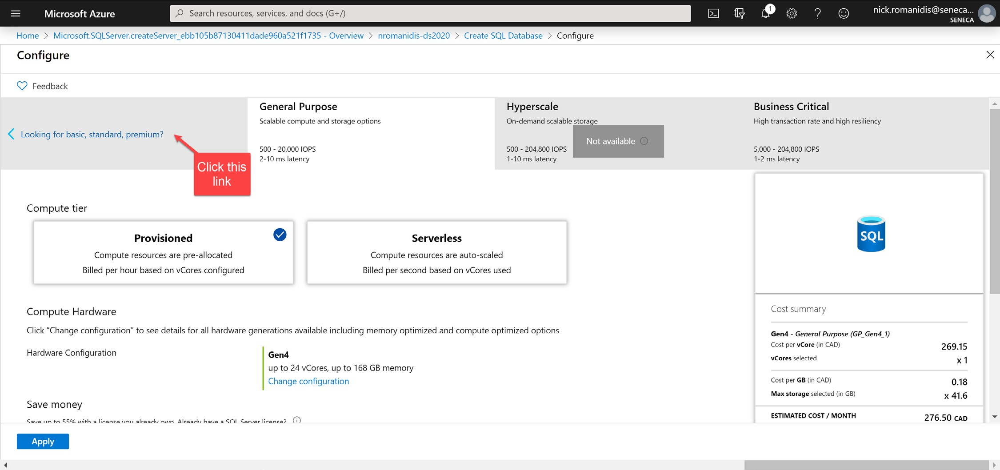 Microsoft Azure
Search resources, services, and docs (G+/)
1
nick.romanidis@seneca...
SENECA
Home > Microsoft.SQLServer.createServer_ebb105b87130411dade960a521f1735 - Overview > nromanidis-ds2020 > Create SQL Database > Configure
Configure
Feedback
Looking for basic, standard, premium?
Click this
link
General Purpose
Scalable compute and storage options
500 - 20,000 IOPS
2-10 ms latency
Hyperscale
On-demand scalable storage
500 - 204,800 IOPS
1-10 ms latency
Not available
Business Critical
High transaction rate and high resiliency
5,000 - 204,800 IOPS
1-2 ms latency
Compute tier
Provisioned
Compute resources are pre-allocated
Billed per hour based on vCores configured
Serverless
Compute resources are auto-scaled
Billed per second based on vCores used
Compute Hardware
Click “Change configuration” to see details for all hardware generations available including memory optimized and compute optimized options
Hardware Configuration
Gen4
up to 24 vCores, up to 168 GB memory
Change configuration
Save money
Save up to 55% with a license you already own. Already have a SQL Server license?
SQL
Cost summary
Gen4 - General Purpose (GP_Gen4_1)
Cost per vCore (in CAD) 269.15
vCores selected x 1
Cost per GB (in CAD) 0.18
Max storage selected (in GB) x 41.6
ESTIMATED COST / MONTH 276.50 CAD
Apply